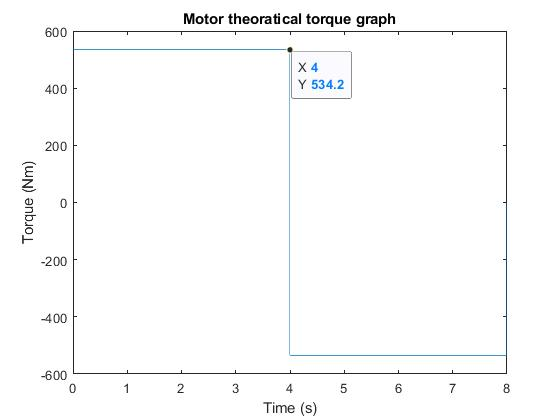 Motor theoratical torque graph
600
400
200
0
-200
-400
-600
Torque (Nm)
X 4
Y 534.2
0 1 2 3 4 5 6 7 8
Time (s)